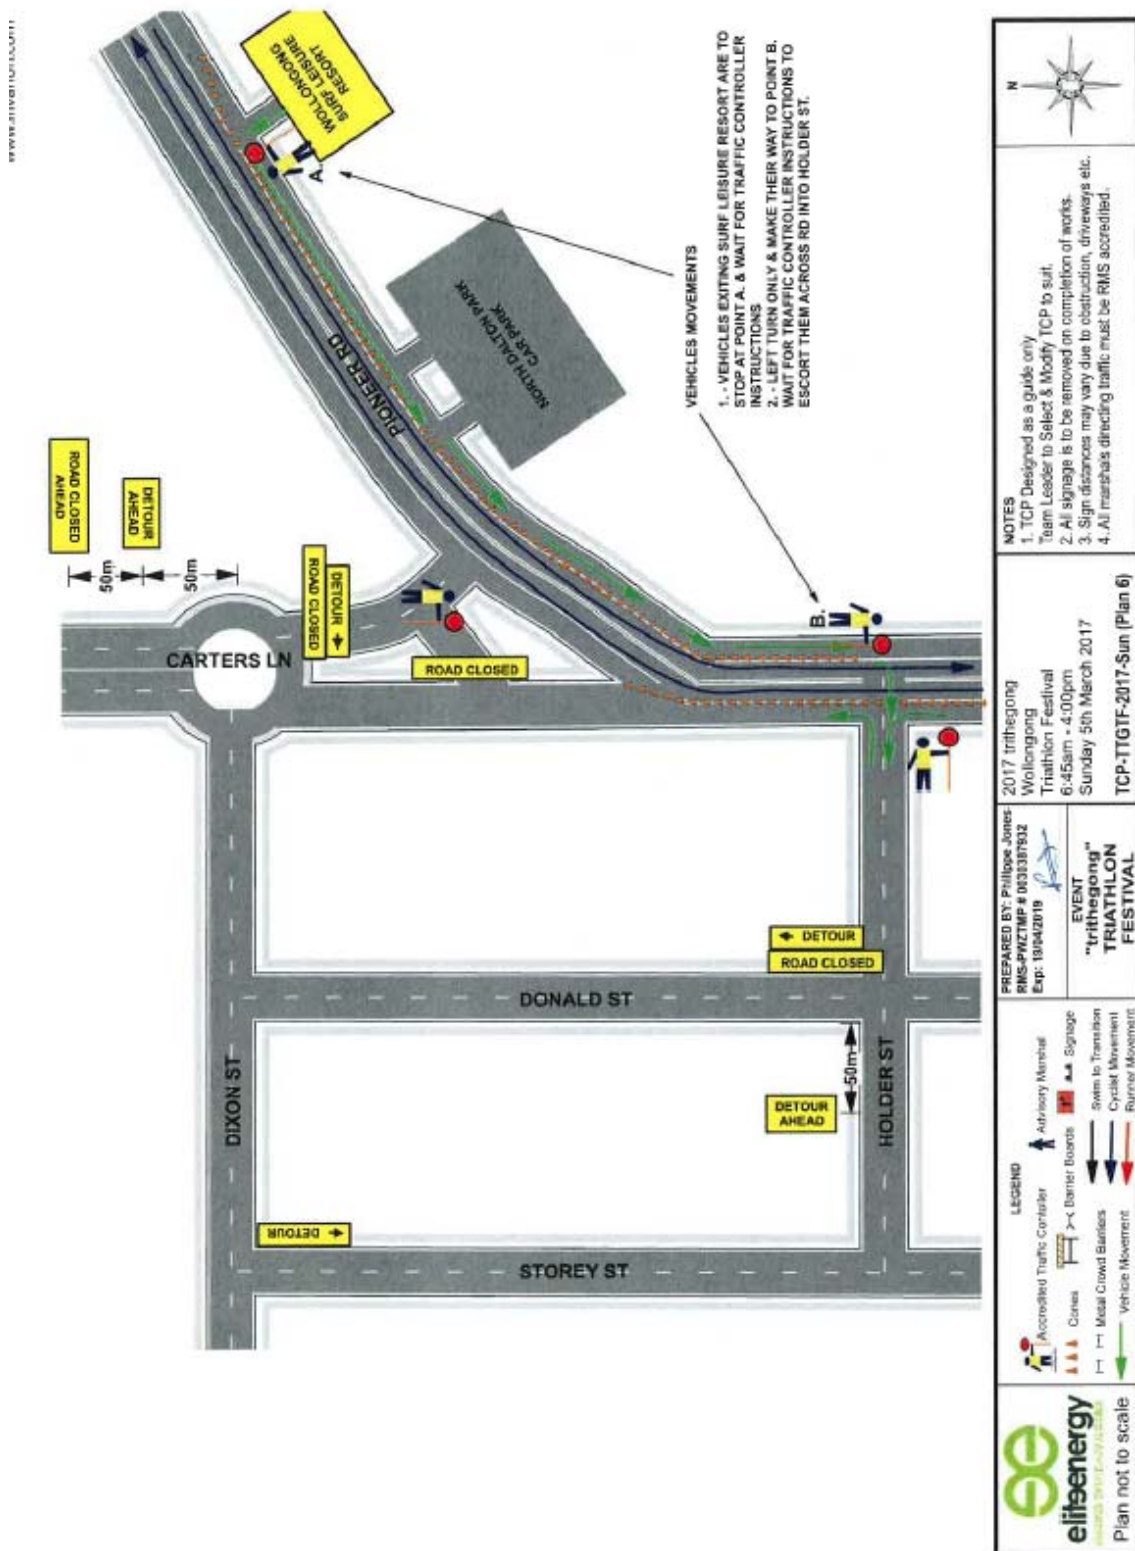 WOLLONGONG
SURF LEISURE
RESORT
A.
NORTH DALTON PARK
CAR PARK
PIONEER RD
ROAD CLOSED
AHEAD
DETOUR
AHEAD
50m
50m
ROAD CLOSED
DETOUR
CARTERS LN
ROAD CLOSED
VEHICLES MOVEMENTS
1. - VEHICLES EXITING SURF LEISURE RESORT ARE TO
STOP AT POINT A. & WAIT FOR TRAFFIC CONTROLLER
INSTRUCTIONS
2. - LEFT TURN ONLY & MAKE THEIR WAY TO POINT B.
WAIT FOR TRAFFIC CONTROLLER INSTRUCTIONS TO
ESCORT THEM ACROSS RD INTO HOLDER ST.
B.
DETOUR
ROAD CLOSED
DONALD ST
DIXON ST
50m
DETOUR
AHEAD
HOLDER ST
DETOUR
STOREY ST
N
NOTES
1. TCP Designed as a guide only
Team Leader to Select & Modify TCP to suit.
2. All signage is to be removed on completion of works.
3. Sign distances may vary due to obstruction, driveways etc.
4. All marshals directing traffic must be RMS accredited.
2017 trithegong
Wollongong
Triathlon Festival
6:45am - 4:00pm
Sunday 5th March 2017
TCP-TTGTF-2017-Sun (Plan 6)
PREPARED BY: Philippe Jones
RMS-PWZTMP # 0030387932
Exp: 19/04/2019
EVENT
"trithegong"
TRIATHLON
FESTIVAL
LEGEND
Accredited Traffic Controller
Advisory Marshal
Cones
Barrier Boards
Signage
Metal Crowd Barriers
Swim to Transition
Cyclist Movement
Vehicle Movement
Runner Movement
eliteenergy
Plan not to scale